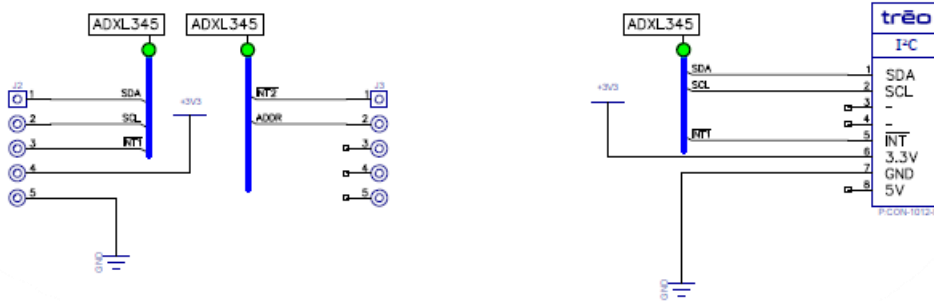 ADXL345
ADXL345
J2
1
SDA
2
SCL
3
INT1
4
5
+3V3
GND
INT2
ADDR
J3
1
2
3
4
5
ADXL345
+3V3
SDA
SCL
INT1
GND
trēo
I²C
1 SDA
2 SCL
3 -
4 -
5 INT
6 3.3V
7 GND
8 5V